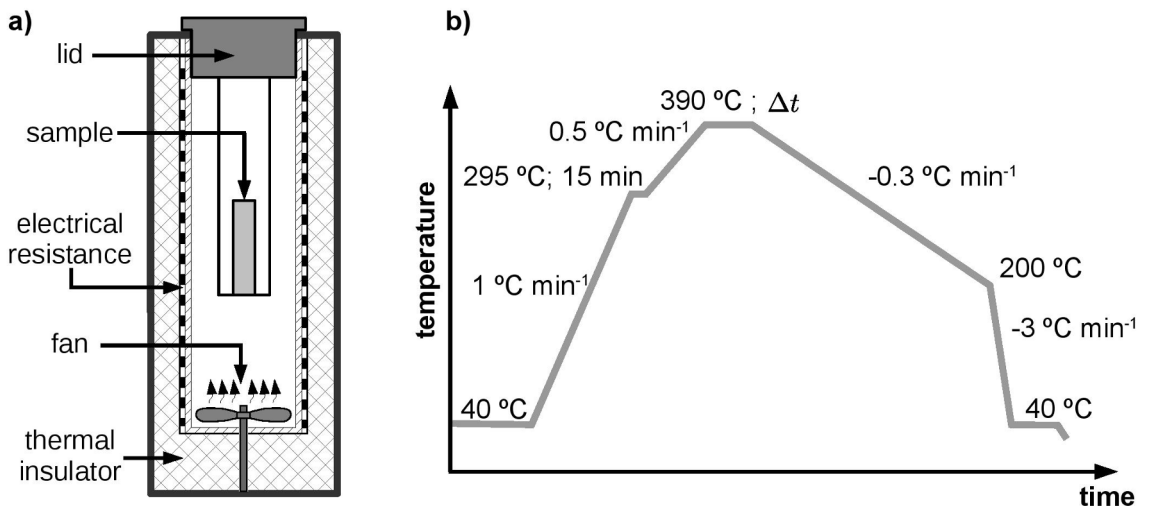 a)
lid
sample
electrical
resistance
fan
thermal
insulator
b)
390 ºC ; Δt
0.5 ºC min⁻¹
295 ºC; 15 min
-0.3 ºC min⁻¹
1 ºC min⁻¹
200 ºC
-3 ºC min⁻¹
40 ºC
40 ºC
temperature
time